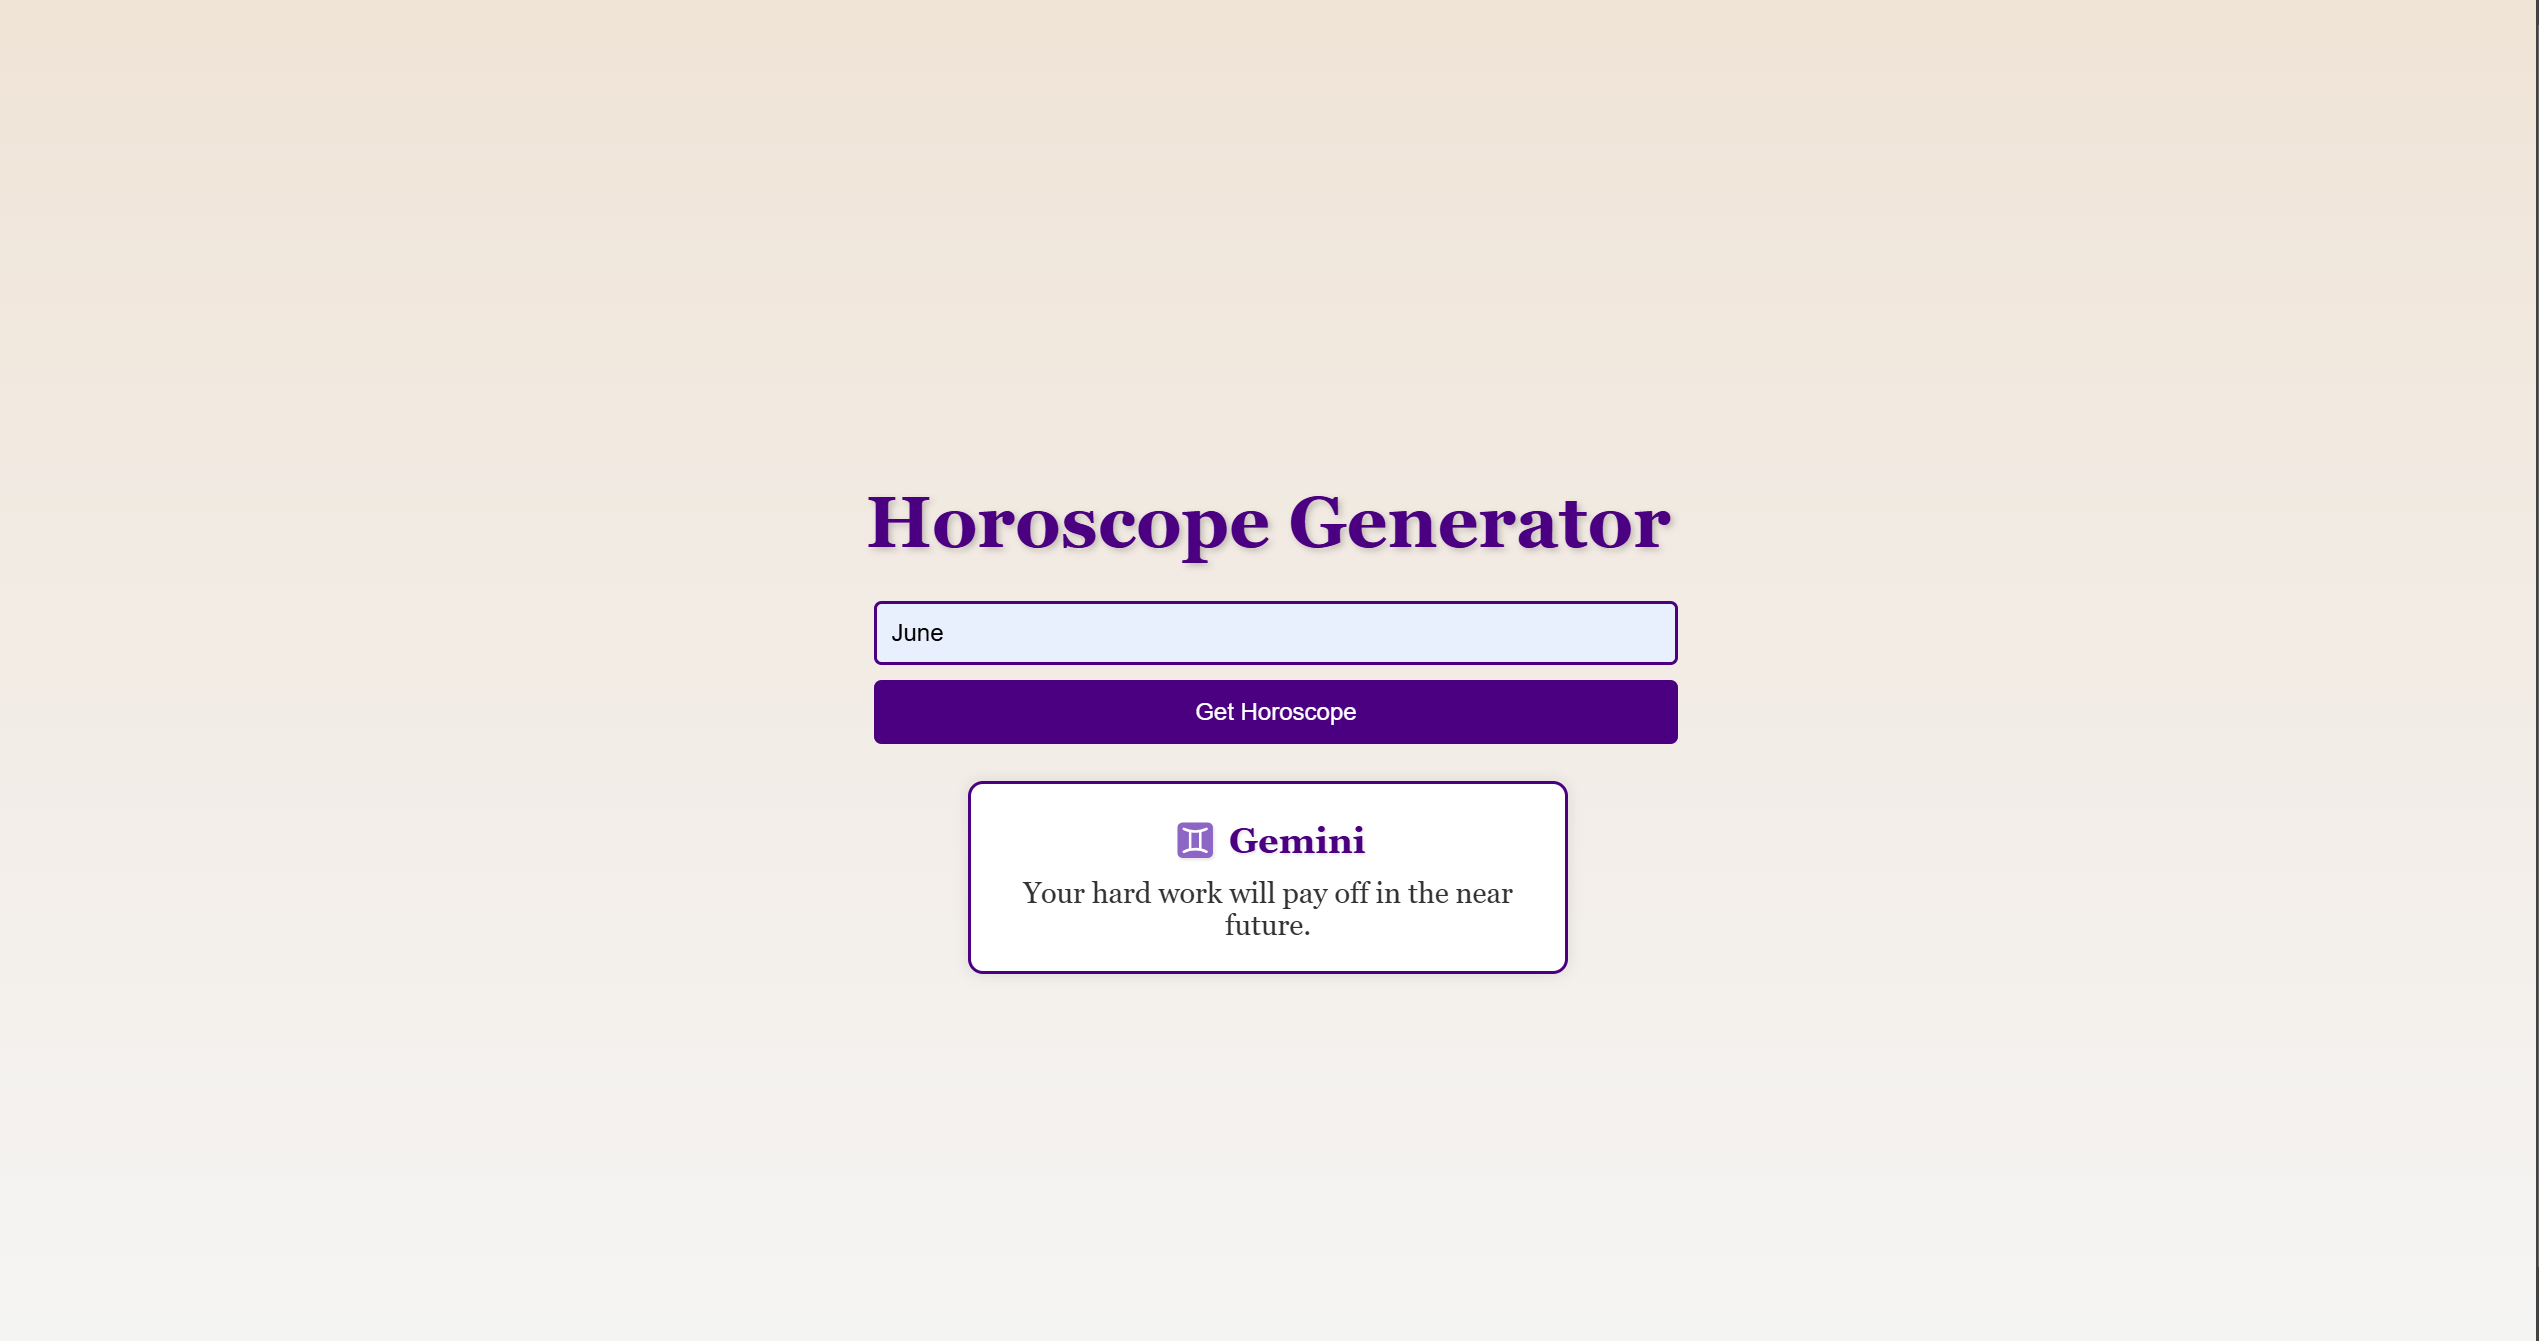 Horoscope Generator
June
Get Horoscope
♊ Gemini
Your hard work will pay off in the near
future.